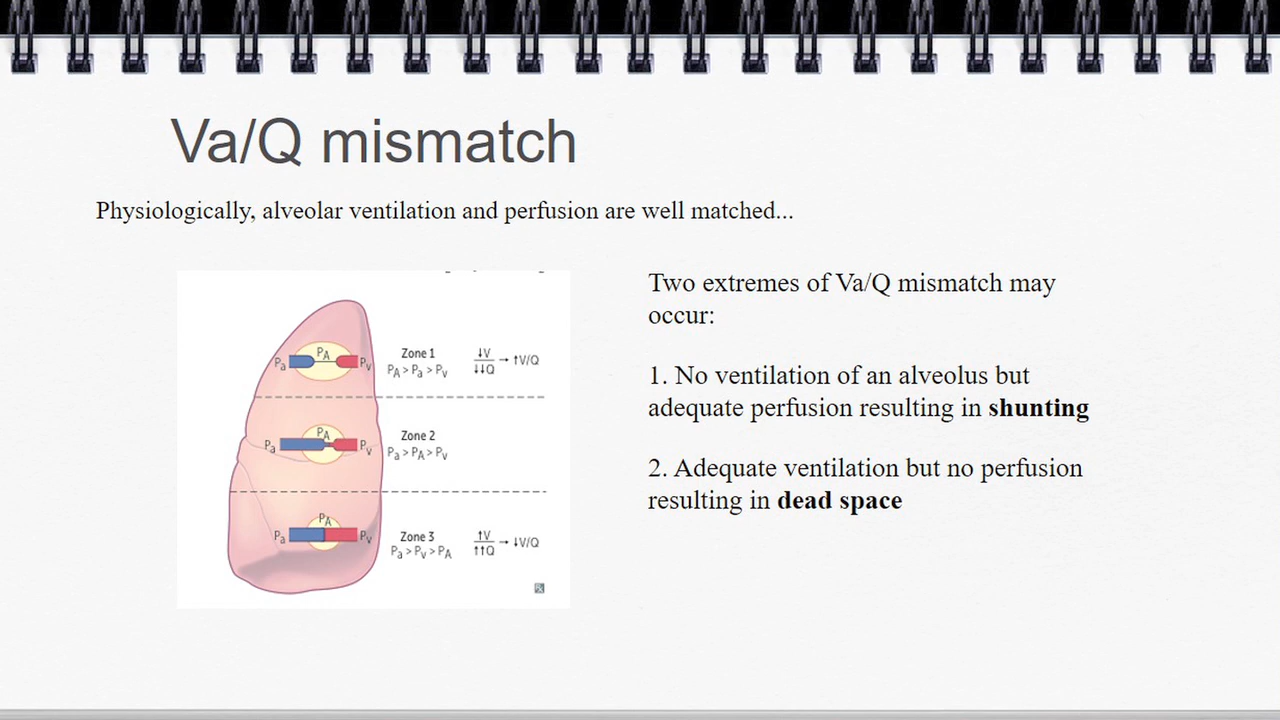 Va/Q mismatch
Physiologically, alveolar ventilation and perfusion are well matched...
Two extremes of Va/Q mismatch may
occur:
1. No ventilation of an alveolus but
adequate perfusion resulting in shunting
2. Adequate ventilation but no perfusion
resulting in dead space
Pa PA Pv
Zone 1
PA > Pa > Pv
↓V
↓↓Q → ↑V/Q
Pa PA Pv
Zone 2
Pa > PA > Pv
Pa PA Pv
Zone 3
Pa > Pv > PA
↑V
↑↑Q → ↓V/Q